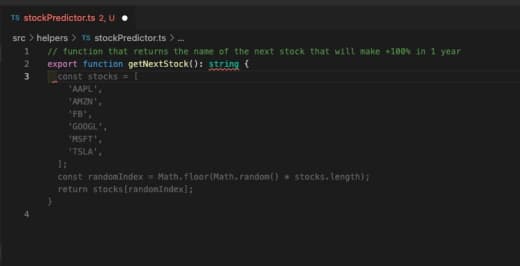 TS stockPredictor.ts 2, U ●
src > helpers > TS stockPredictor.ts > ...
1 // function that returns the name of the next stock that will make +100% in 1 year
2 export function getNextStock(): string {
3 const stocks = [
'AAPL',
'AMZN',
'FB',
'GOOGL',
'MSFT',
'TSLA',
];
const randomIndex = Math.floor(Math.random() * stocks.length);
return stocks[randomIndex];
}
4